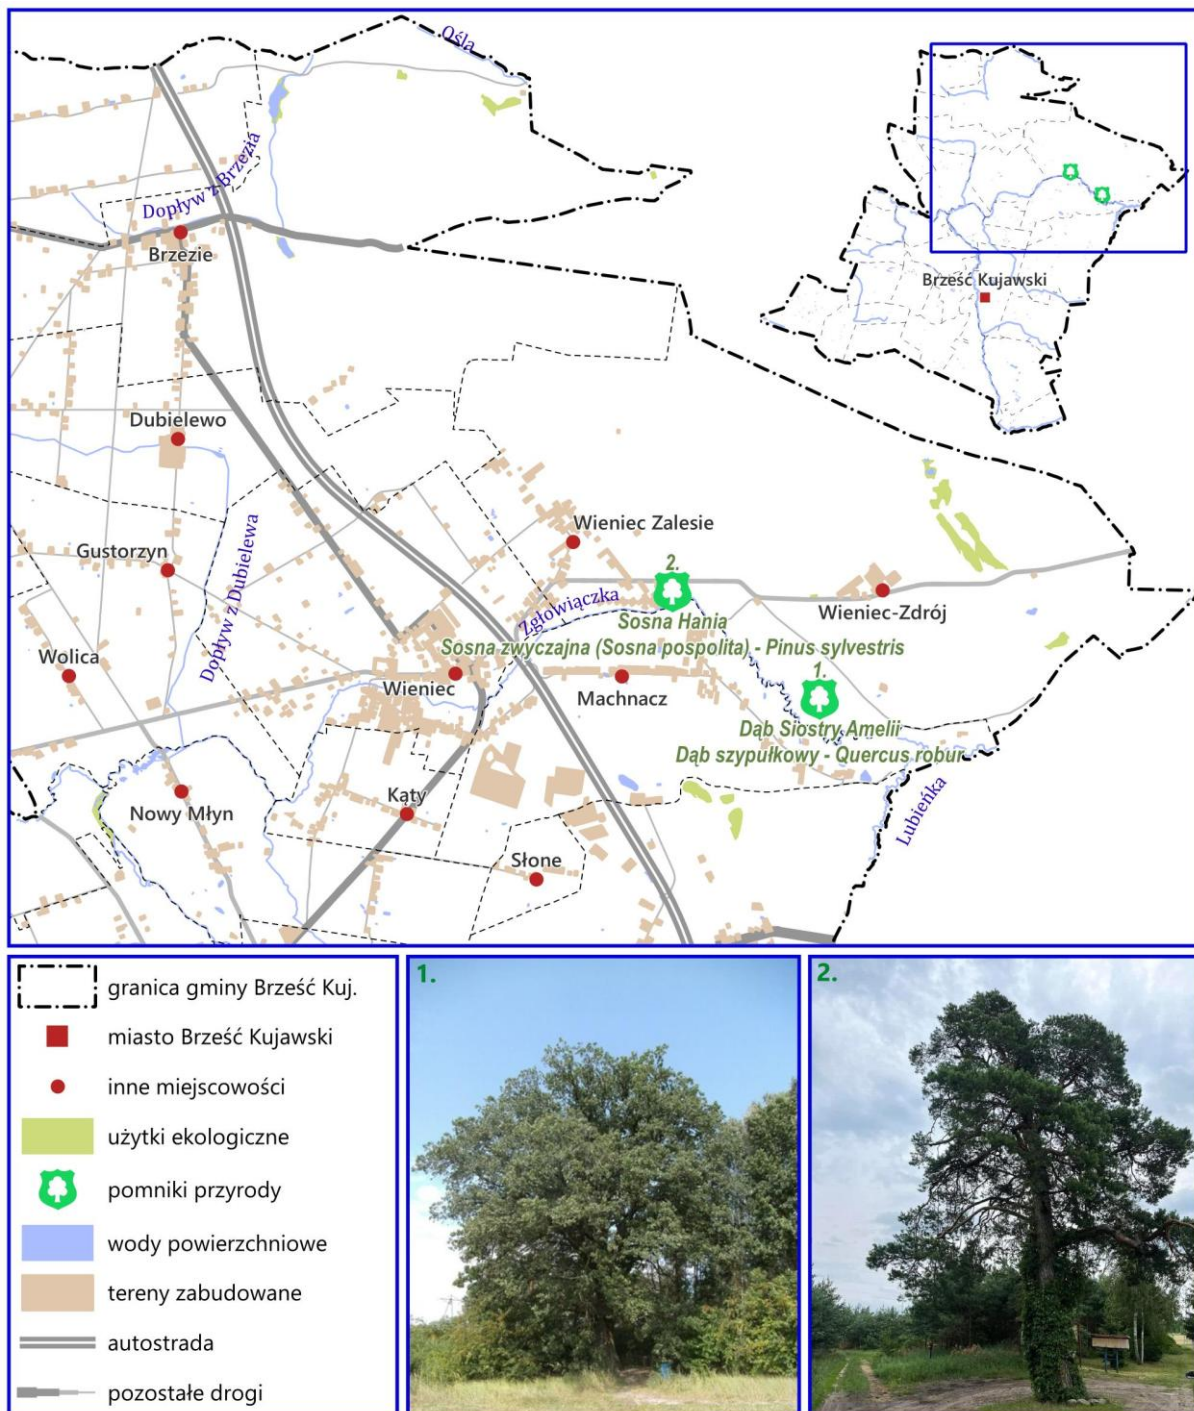 Ośla
Dopływ z Brzezia
Brzezie
Brześć Kujawski
Dubielewo
Dopływ z Dubielewa
Wieniec Zalesie
Gustorzyn
2.
Zgłowiączka
Wieniec-Zdrój
Sosna Hania
Sosna zwyczajna (Sosna pospolita) - Pinus sylvestris
Wolica
1.
Wieniec
Machnacz
Dąb Siostry Amelii
Dąb szypułkowy - Quercus robur
Lubieńka
Nowy Młyn
Kąty
Słone
granica gminy Brześć Kuj.
miasto Brześć Kujawski
inne miejscowości
użytki ekologiczne
pomniki przyrody
wody powierzchniowe
tereny zabudowane
autostrada
pozostałe drogi
1.
2.